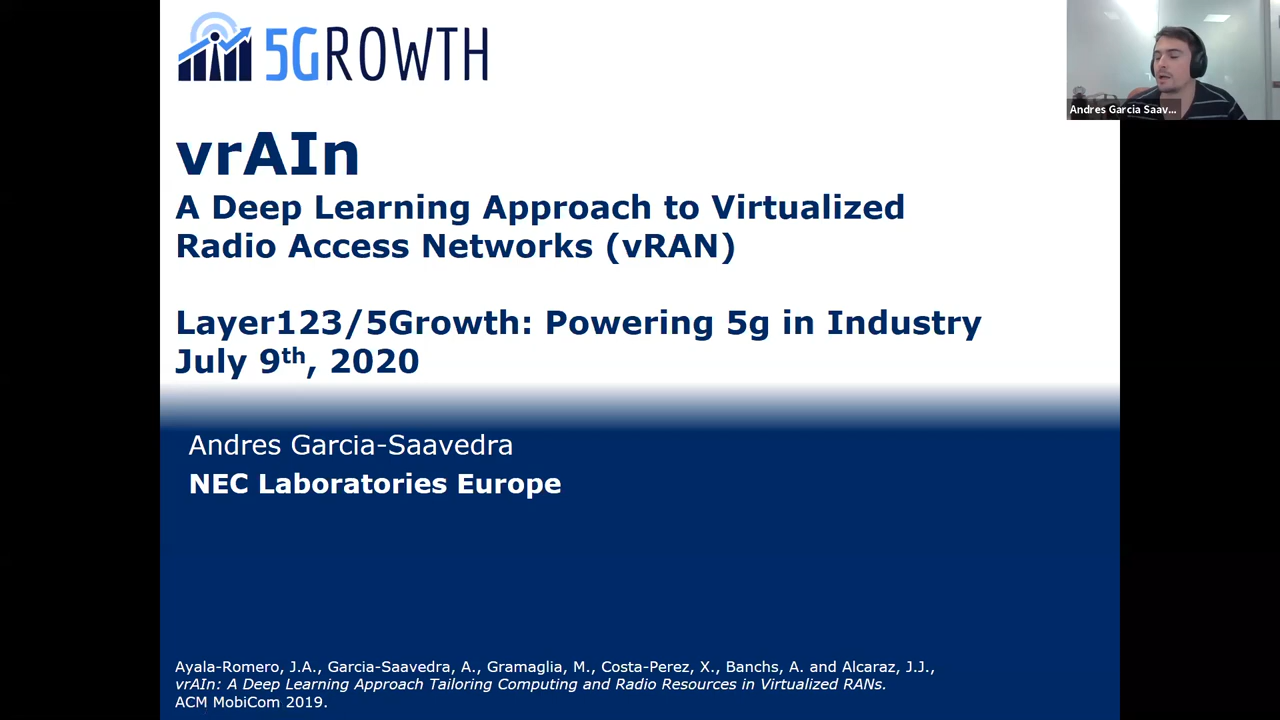 5GROWTH
Andres Garcia Saav...
vrAIn
A Deep Learning Approach to Virtualized
Radio Access Networks (vRAN)
Layer123/5Growth: Powering 5g in Industry
July 9th, 2020
Andres Garcia-Saavedra
NEC Laboratories Europe
Ayala-Romero, J.A., Garcia-Saavedra, A., Gramaglia, M., Costa-Perez, X., Banchs, A. and Alcaraz, J.J.,
vrAIn: A Deep Learning Approach Tailoring Computing and Radio Resources in Virtualized RANs.
ACM MobiCom 2019.